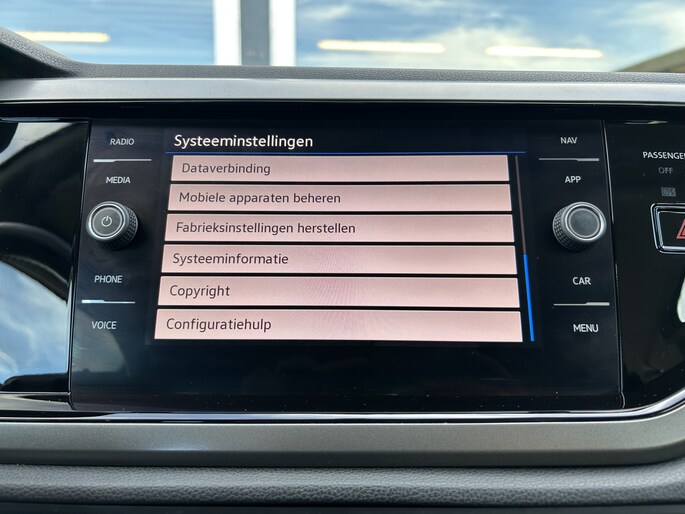 RADIO
MEDIA
PHONE
VOICE
Systeeminstellingen
Dataverbinding
Mobiele apparaten beheren
Fabrieksinstellingen herstellen
Systeeminformatie
Copyright
Configuratiehulp
NAV
APP
CAR
MENU
PASSENGE
OFF